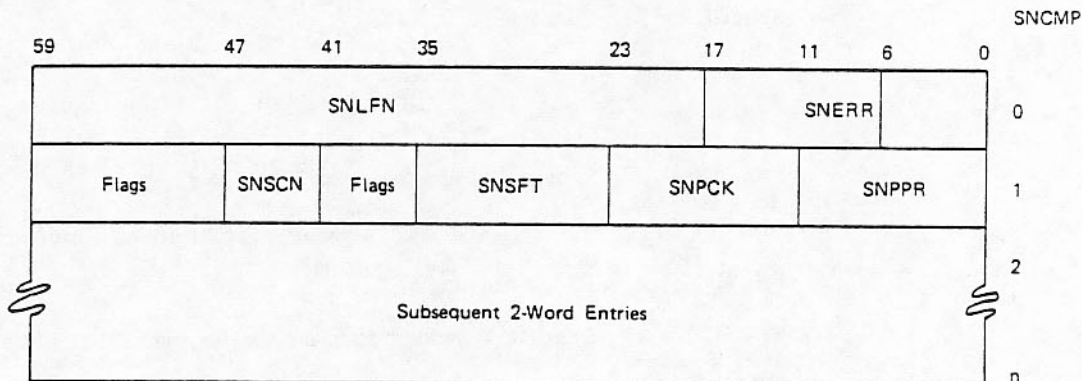 SNCMP
59 47 41 35 23 17 11 6 0
SNLFN SNERR 0
Flags SNSCN Flags SNSFT SNPCK SNPPR 1
2
Subsequent 2-Word Entries
n